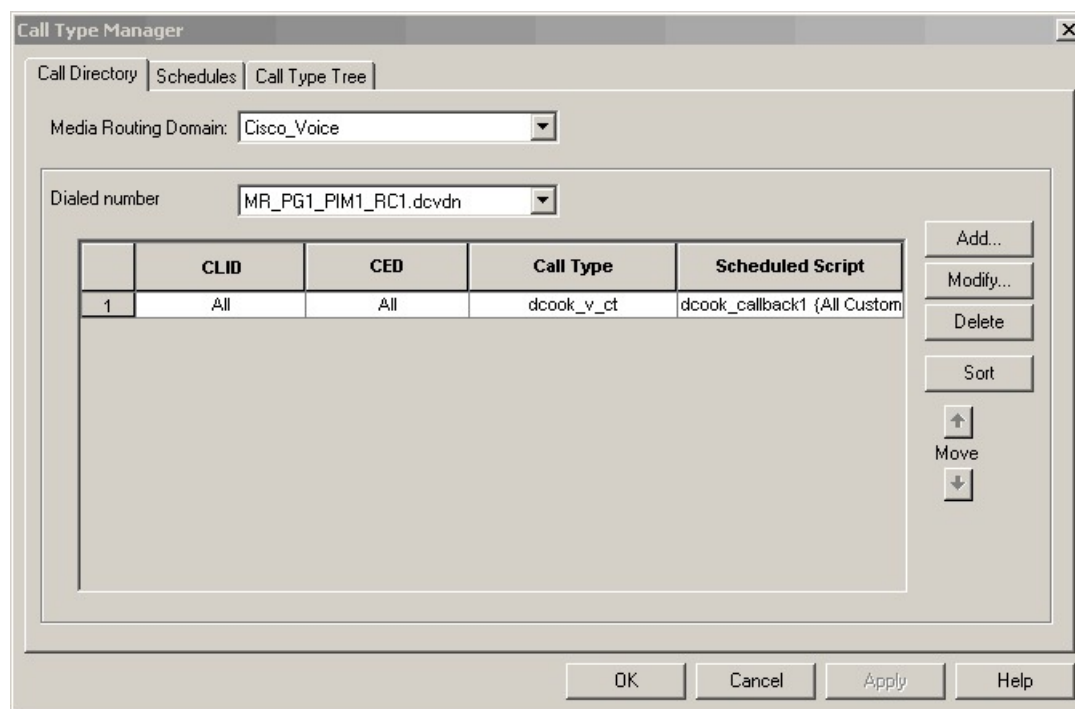 Call Type Manager
Call Directory Schedules Call Type Tree
Media Routing Domain: Cisco_Voice
Dialed number MR_PG1_PIM1_RC1.dcvdn
CLID CED Call Type Scheduled Script
1 All All dcook_v_ct dcook_callback1 {All Custom
Add...
Modify...
Delete
Sort
Move
OK Cancel Apply Help